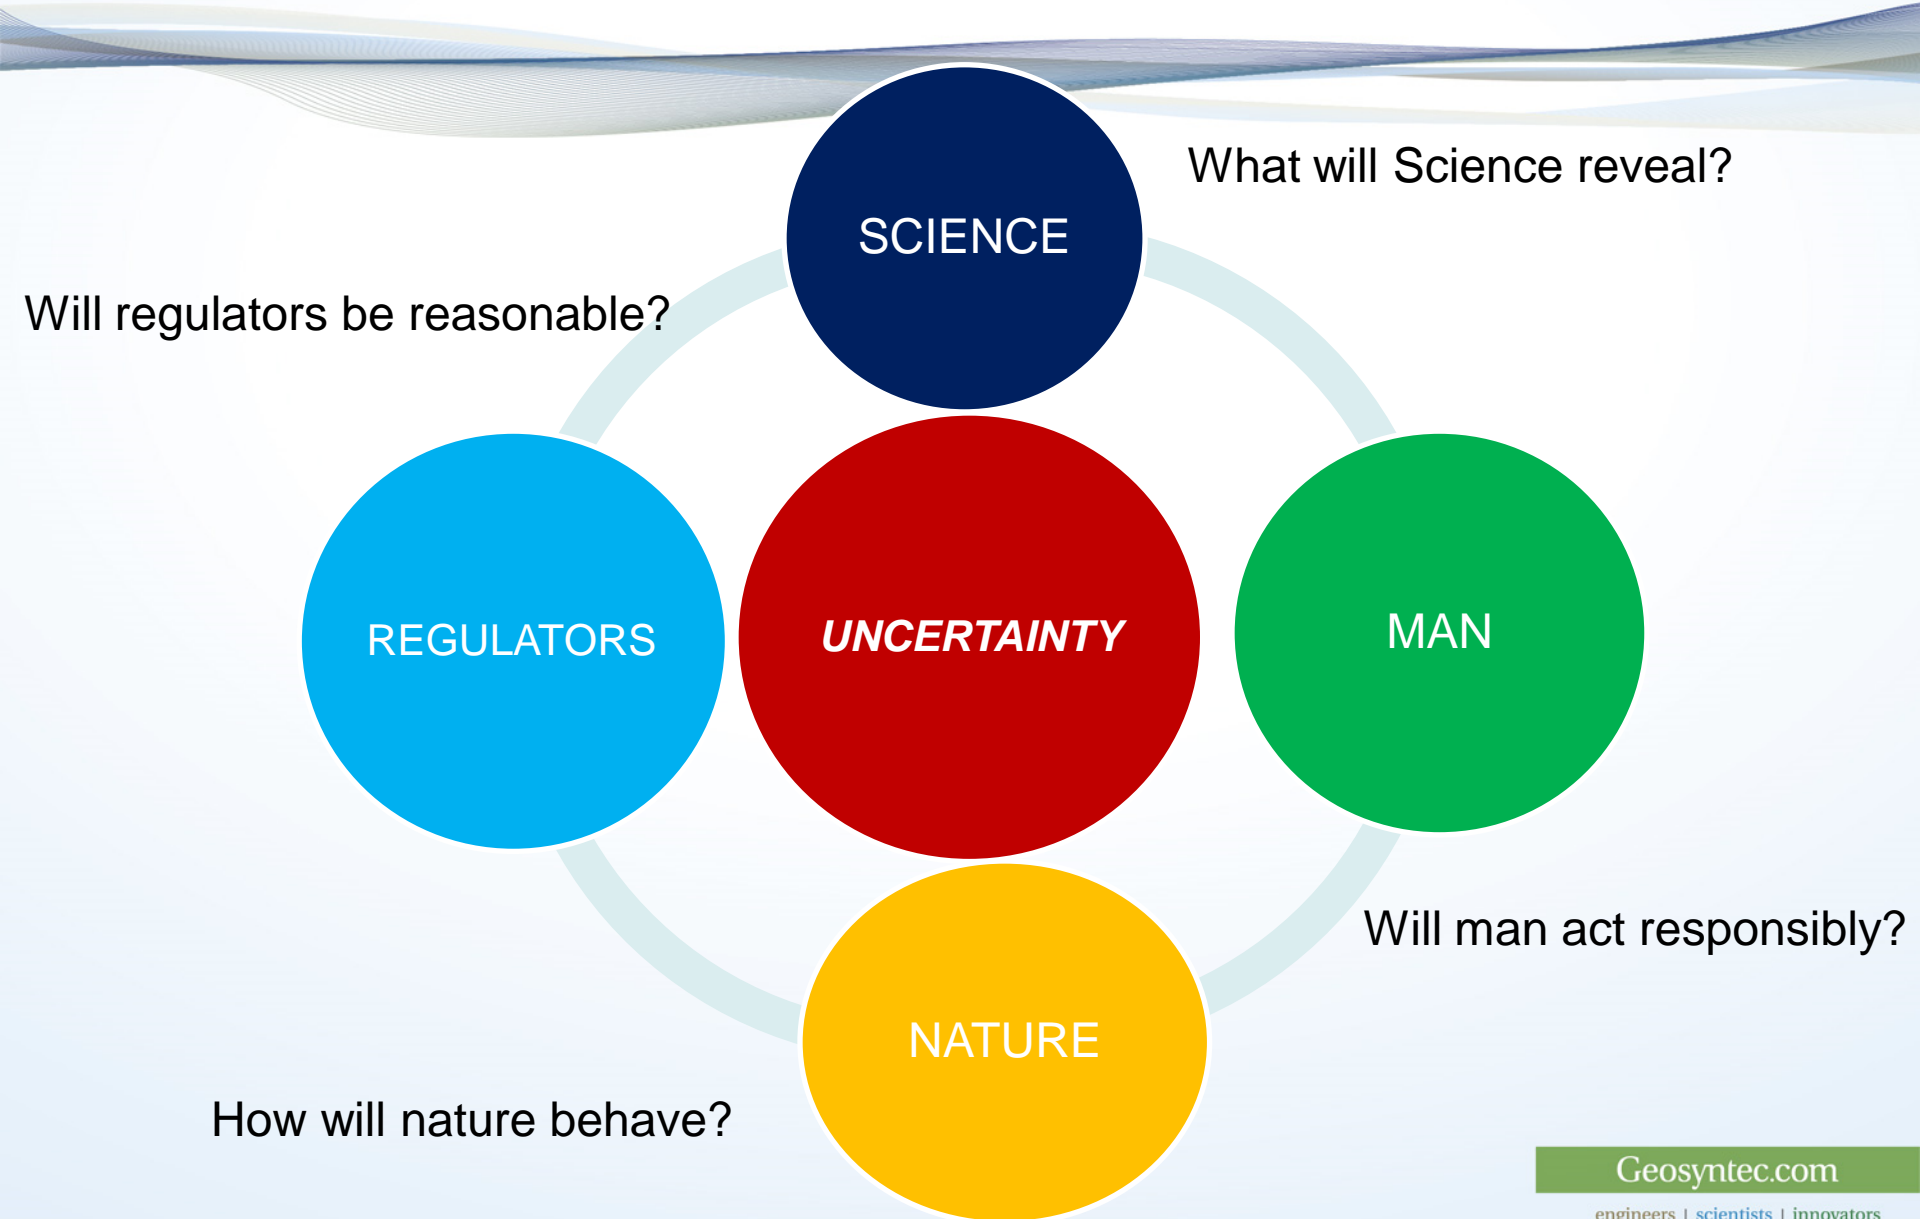 What will Science reveal?
SCIENCE
Will regulators be reasonable?
REGULATORS
UNCERTAINTY
MAN
Will man act responsibly?
NATURE
How will nature behave?
Geosyntec.com
engineers | scientists | innovators